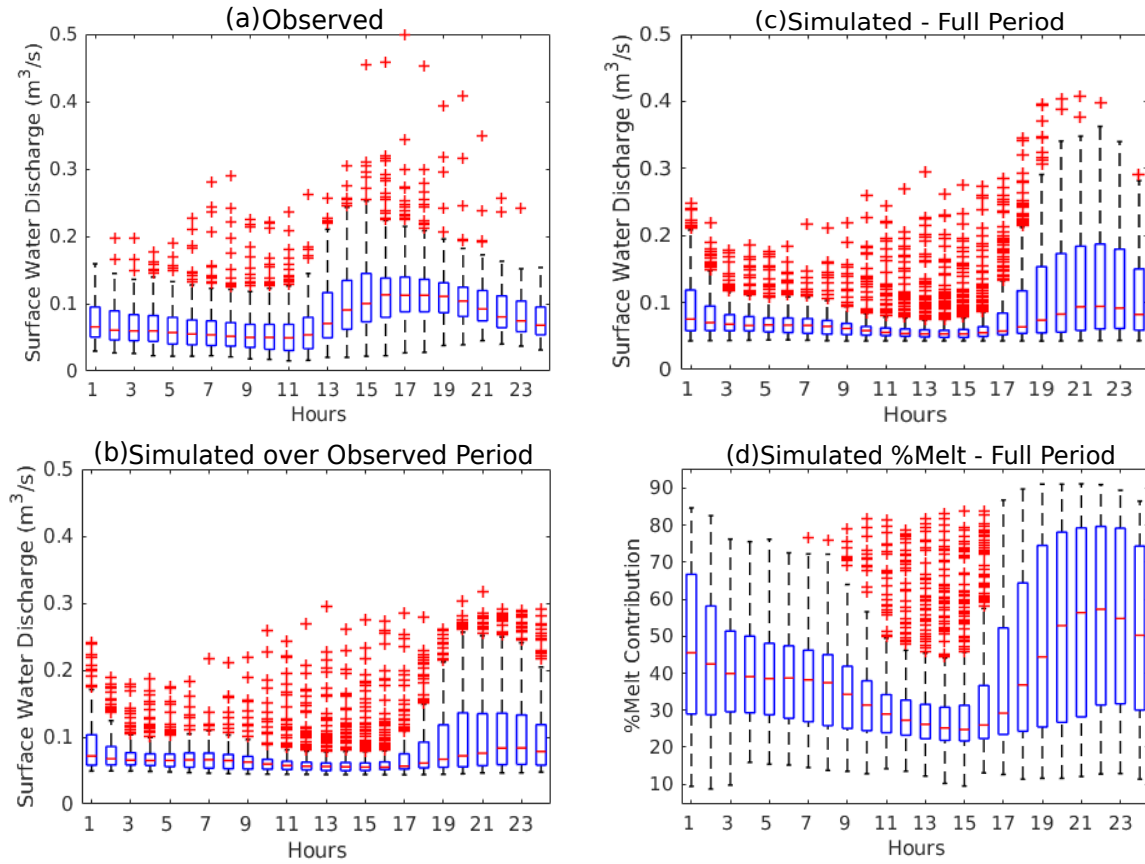 (a)Observed
Surface Water Discharge (m³/s)
0.5
0.4
0.3
0.2
0.1
0
1 3 5 7 9 11 13 15 17 19 21 23
Hours
(c)Simulated - Full Period
Surface Water Discharge (m³/s)
0.5
0.4
0.3
0.2
0.1
0
1 3 5 7 9 11 13 15 17 19 21 23
Hours
(b)Simulated over Observed Period
Surface Water Discharge (m³/s)
0.5
0.4
0.3
0.2
0.1
0
1 3 5 7 9 11 13 15 17 19 21 23
Hours
(d)Simulated %Melt - Full Period
%Melt Contribution
90
80
70
60
50
40
30
20
10
1 3 5 7 9 11 13 15 17 19 21 23
Hours